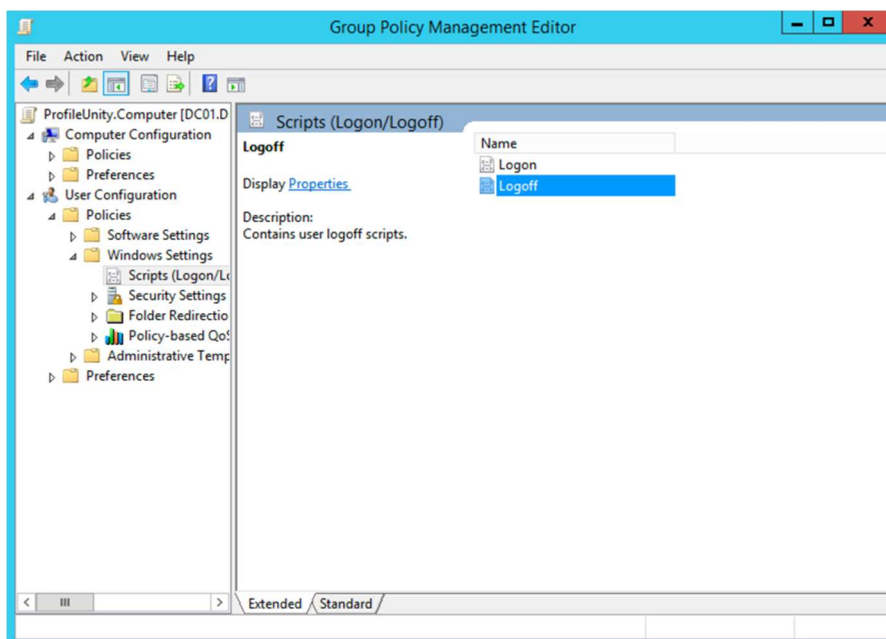 Group Policy Management Editor
x
File Action View Help
ProfileUnity.Computer [DC01.D
Computer Configuration
Policies
Preferences
User Configuration
Policies
Software Settings
Windows Settings
Scripts (Logon/Lo
Security Settings
Folder Redirectio
Policy-based QoS
Administrative Temp
Preferences
Scripts (Logon/Logoff)
Logoff
Display Properties
Description:
Contains user logoff scripts.
Name
Logon
Logoff
Extended Standard